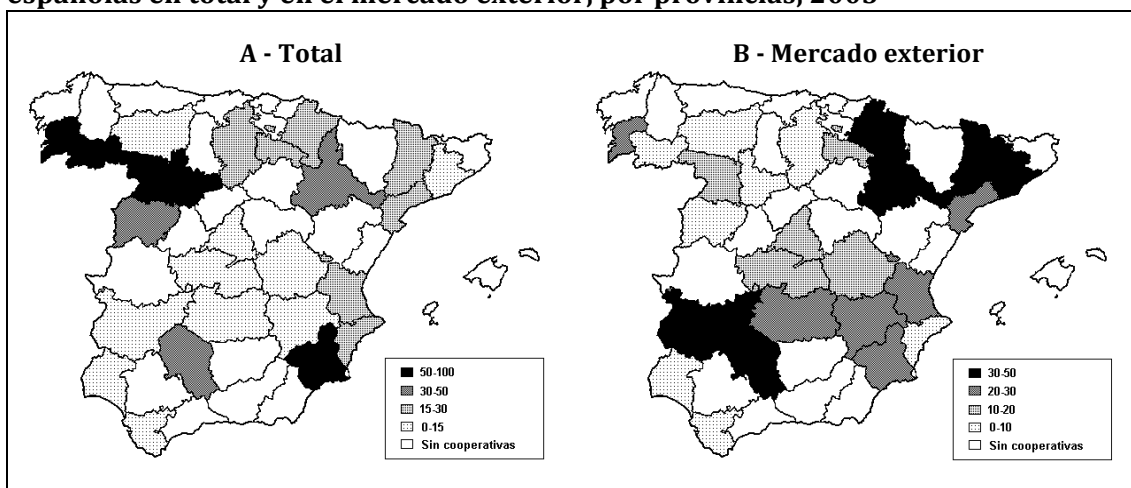 españolas en total y en el mercado exterior, por provincias,
A - Total
B - Mercado exterior
50-100
30-50
15-30
0-15
Sin cooperativas
30-50
20-30
10-20
0-10
Sin cooperativas